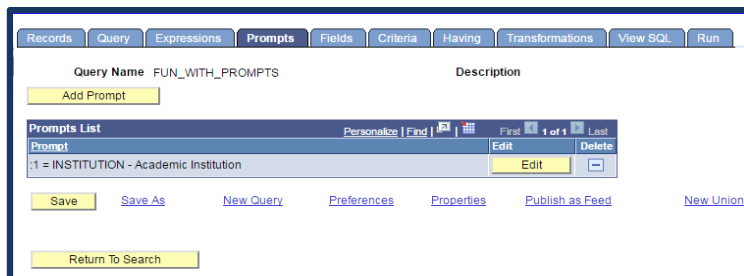 Records Query Expressions Prompts Fields Criteria Having Transformations View SQL Run
Query Name FUN_WITH_PROMPTS Description
Add Prompt
Prompts List Personalize | Find | | First 1 of 1 Last
Prompt Edit Delete
:1 = INSTITUTION - Academic Institution Edit
Save Save As New Query Preferences Properties Publish as Feed New Union
Return To Search